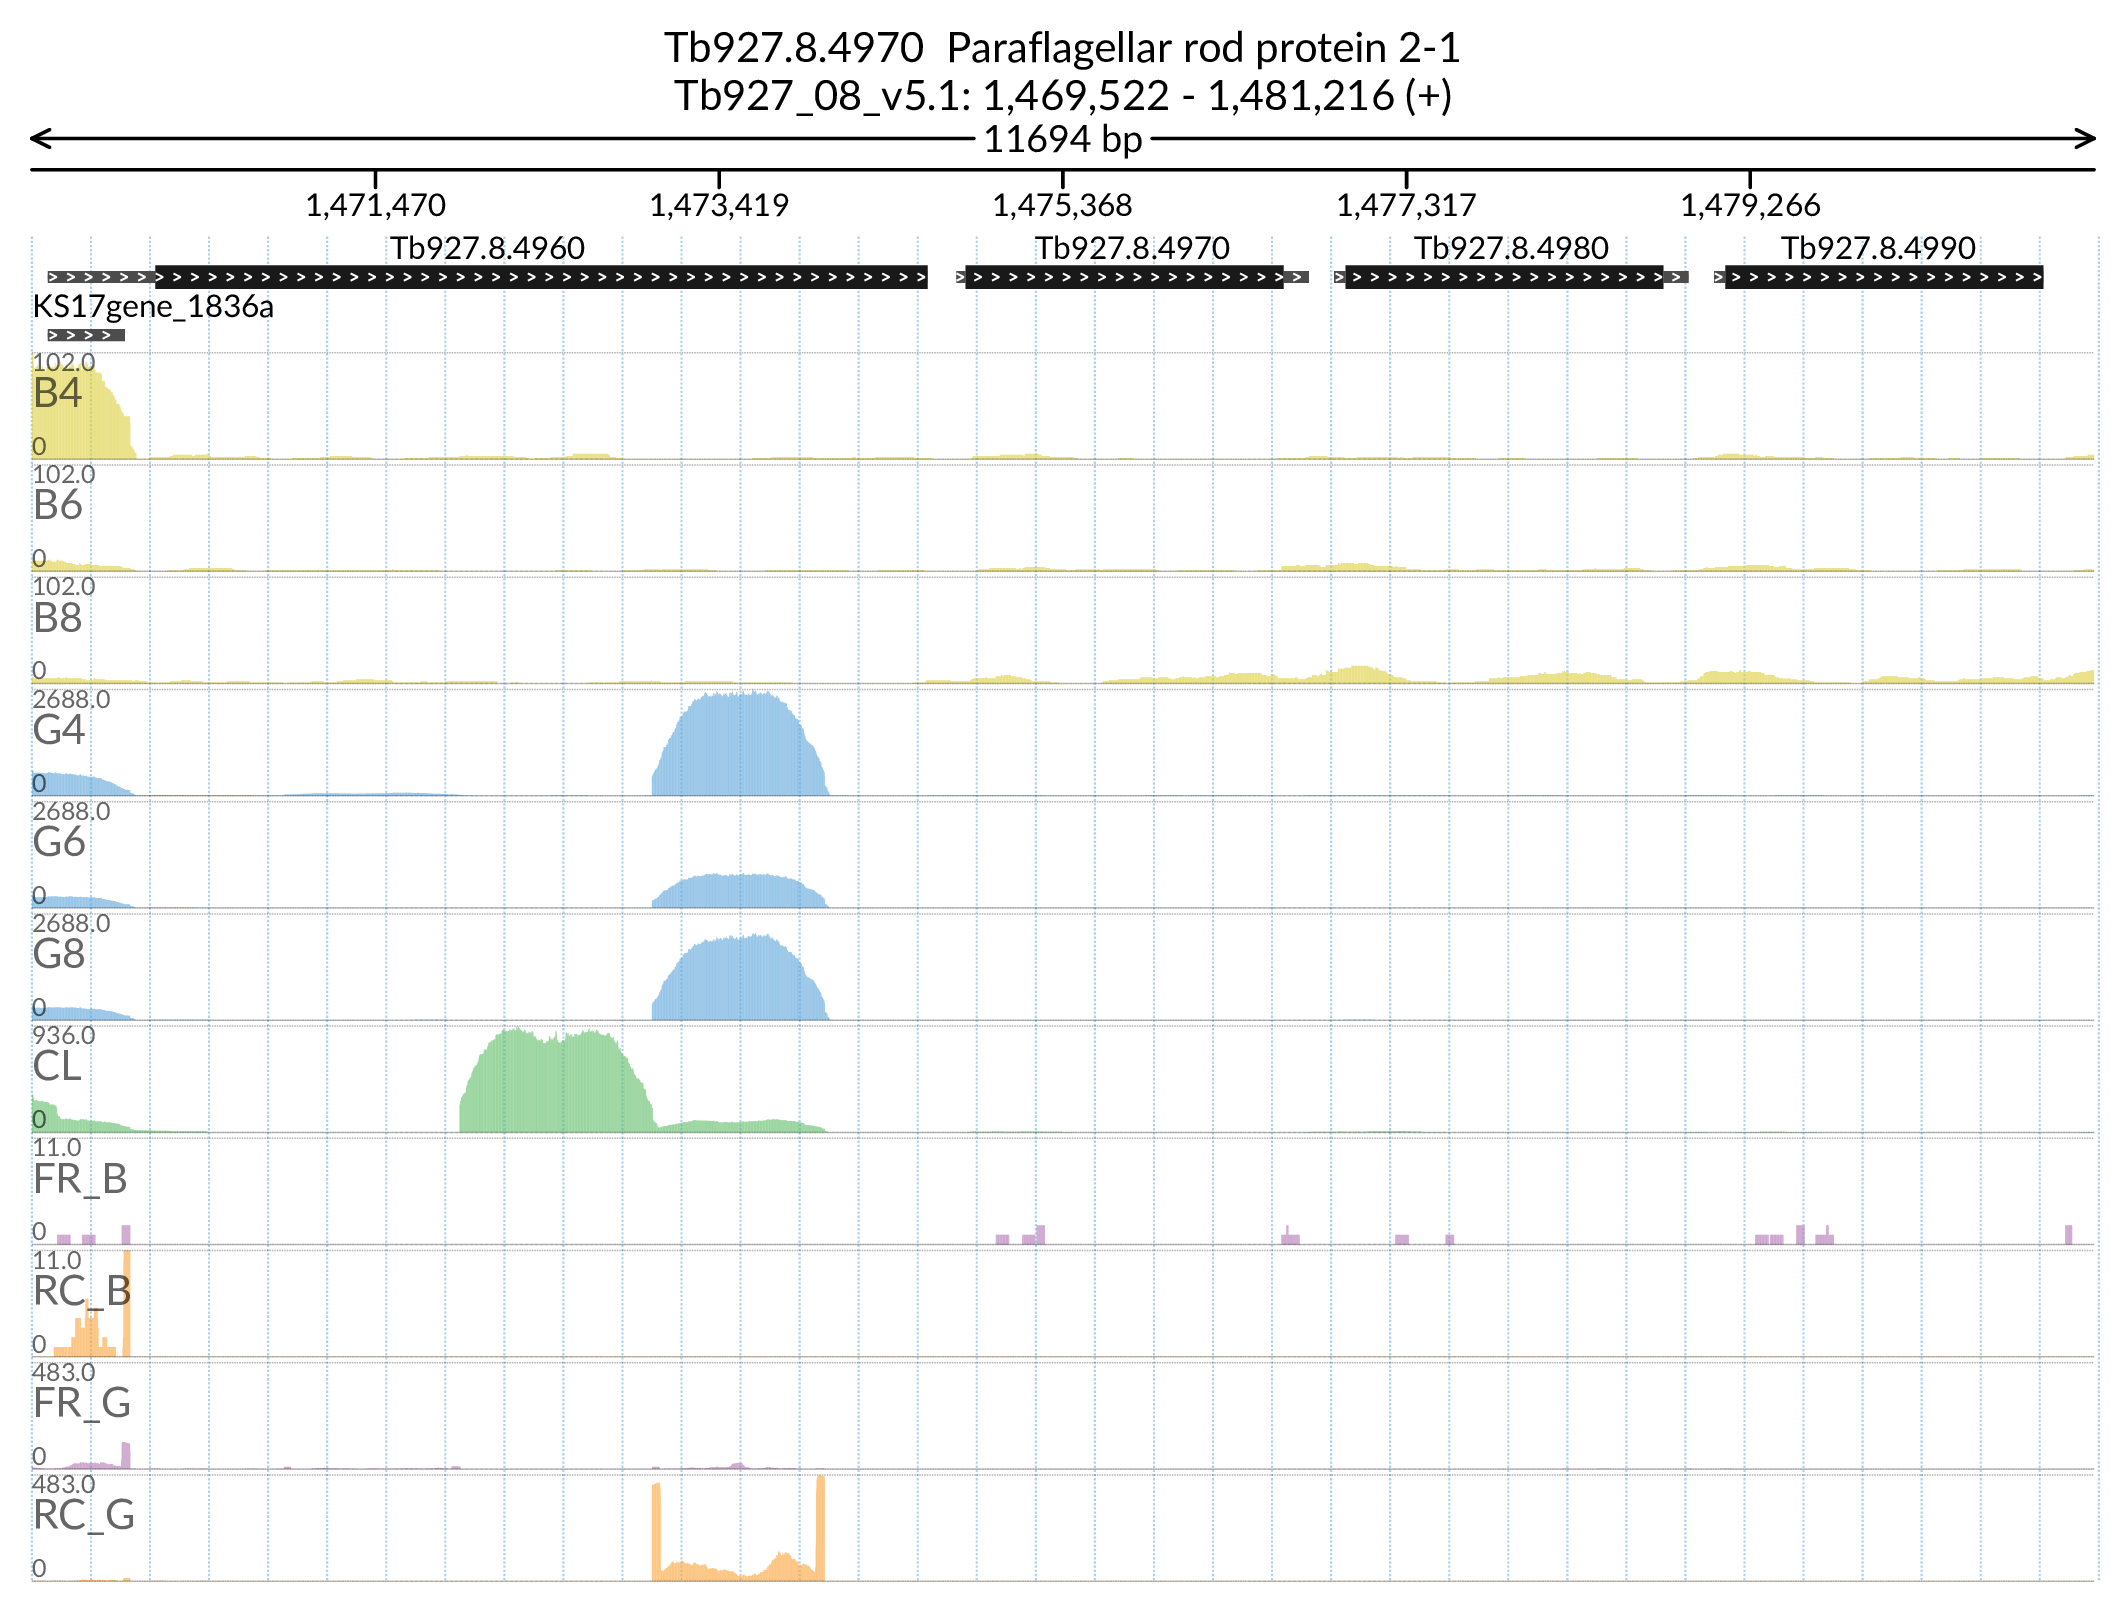 Tb927.8.4970 Paraflagellar rod protein 2-1
Tb927_08_v5.1: 1,469,522 - 1,481,216 (+)
11694 bp
1,471,470 1,473,419 1,475,368 1,477,317 1,479,266
Tb927.8.4960 Tb927.8.4970 Tb927.8.4980 Tb927.8.4990
KS17gene_1836a
102.0
B4
0
102.0
B6
0
102.0
B8
0
2688.0
G4
0
2688.0
G6
0
2688.0
G8
0
936.0
CL
0
11.0
FR_B
0
11.0
RC_B
0
483.0
FR_G
0
483.0
RC_G
0